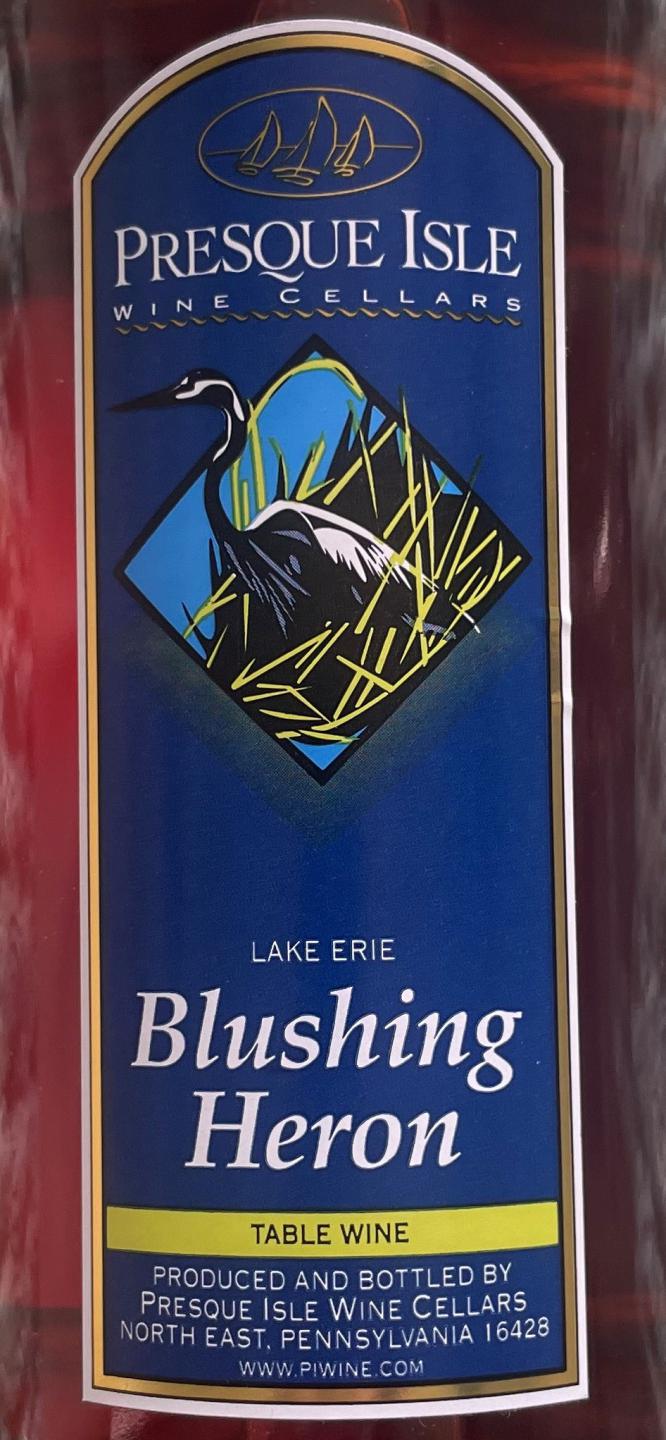 PRESQUE ISLE
WINE CELLARS
LAKE ERIE
Blushing
Heron
TABLE WINE
PRODUCED AND BOTTLED BY
PRESQUE ISLE WINE CELLARS
NORTH EAST, PENNSYLVANIA 16428
WWW.PIWINE.COM